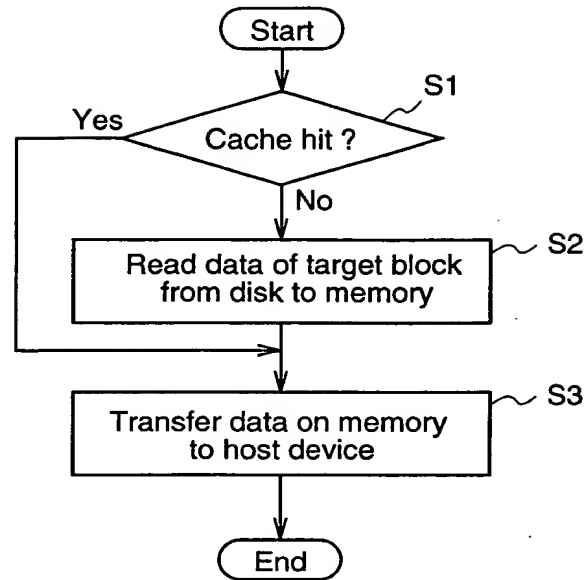 Start
S1
Yes
Cache hit ?
No
S2
Read data of target block
from disk to memory
S3
Transfer data on memory
to host device
End